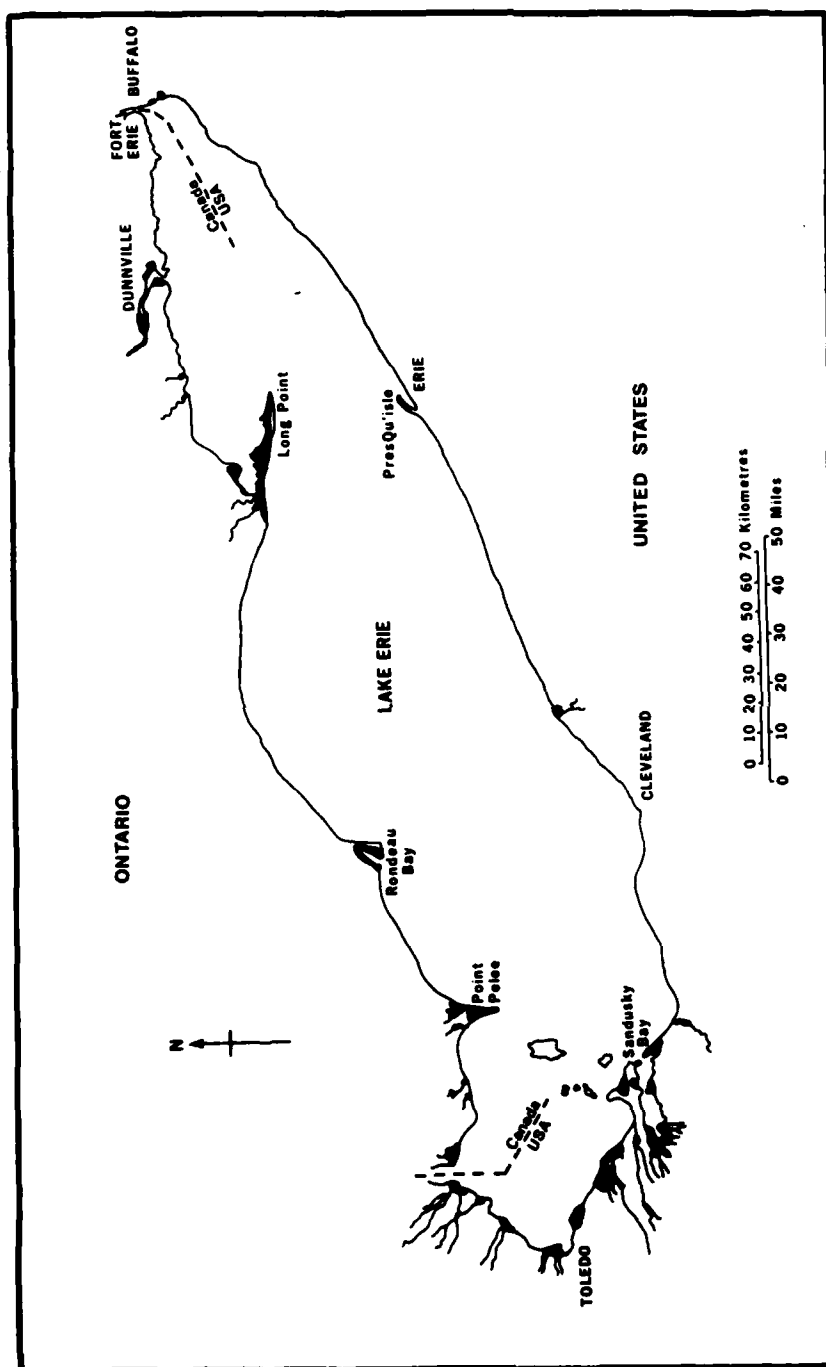 ONTARIO
FORT
ERIE
BUFFALO
DUNNVILLE
Canada
USA
Long Point
N
LAKE ERIE
PresQu'isle
ERIE
Rondeau
Bay
Point
Pelee
UNITED STATES
Canada
USA
CLEVELAND
Sandusky
Bay
TOLEDO
0 10 20 30 40 50 60 70 Kilometres
0 10 20 30 40 50 Miles